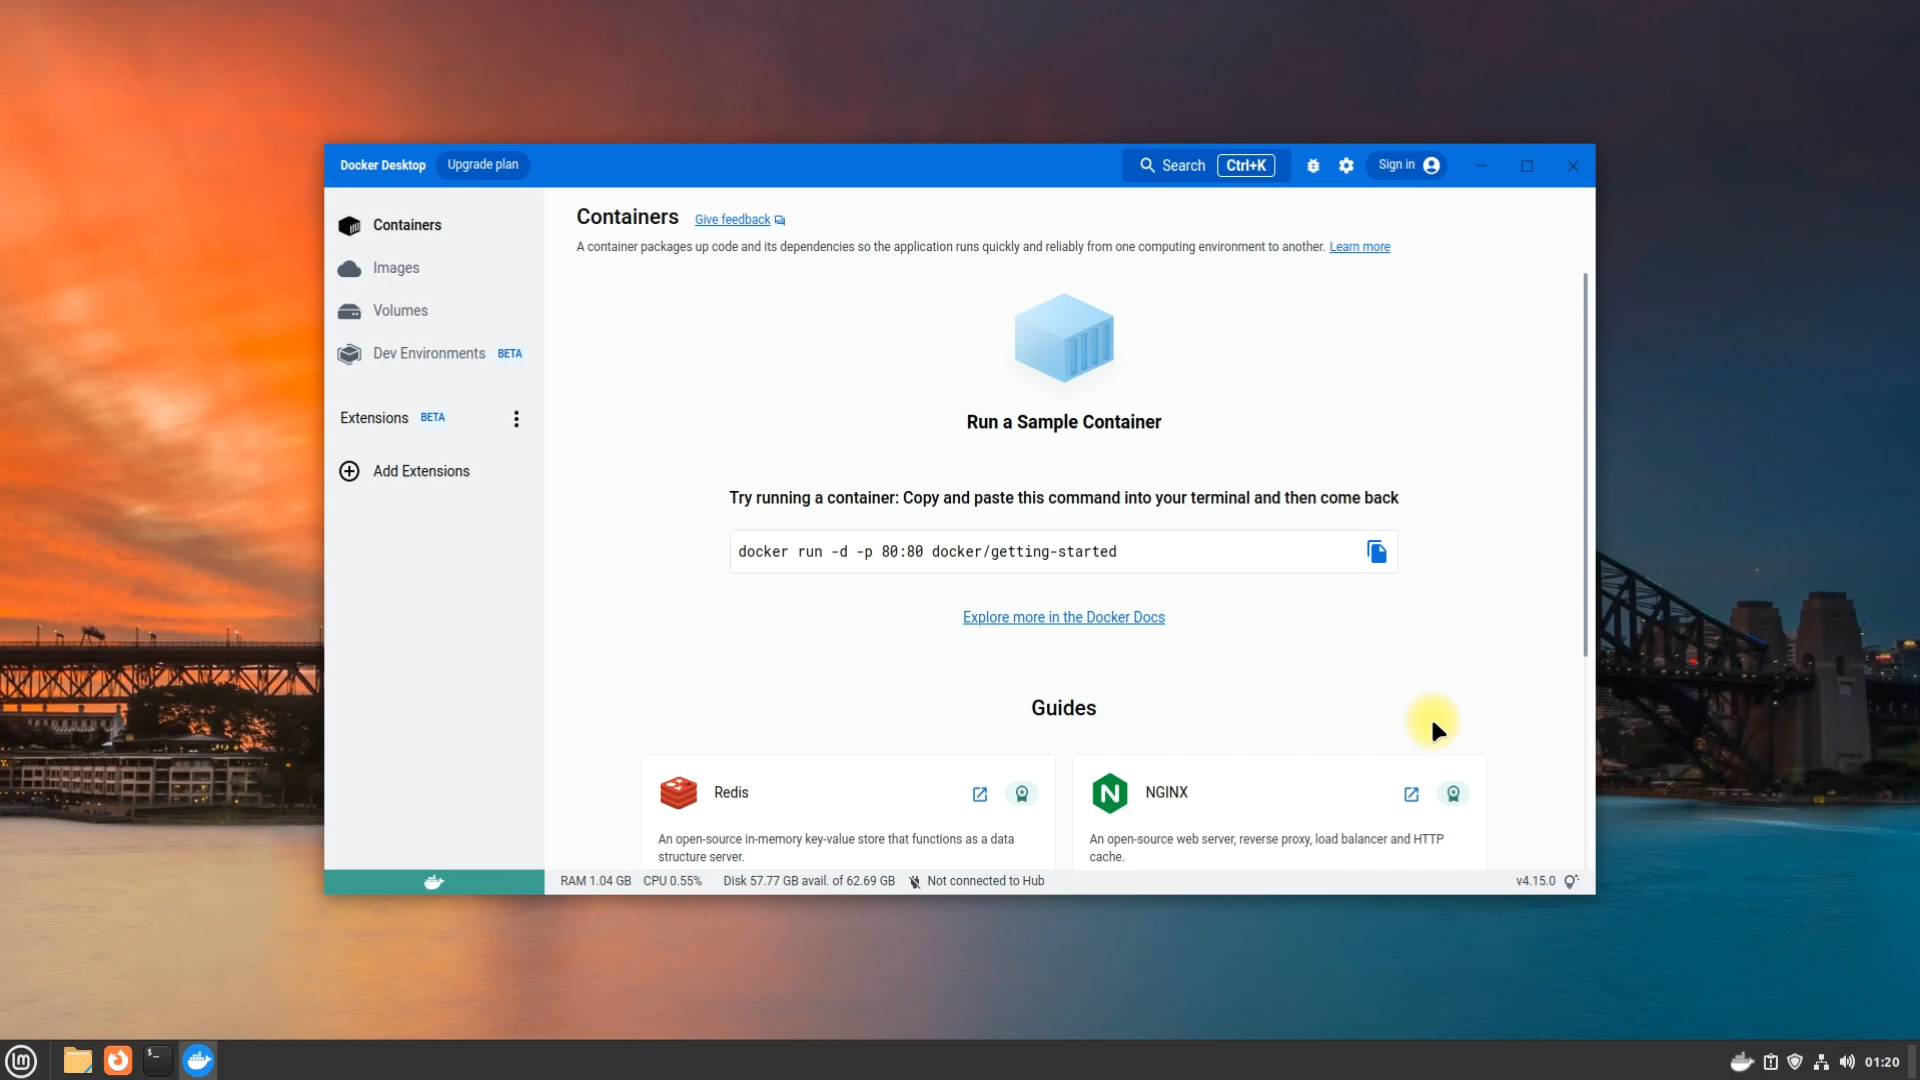 Docker Desktop Upgrade plan Search Ctrl+K Sign in
Containers
Images
Volumes
Dev Environments BETA
Extensions BETA
Add Extensions
Containers Give feedback
A container packages up code and its dependencies so the application runs quickly and reliably from one computing environment to another. Learn more
Run a Sample Container
Try running a container: Copy and paste this command into your terminal and then come back
docker run -d -p 80:80 docker/getting-started
Explore more in the Docker Docs
Guides
Redis
An open-source in-memory key-value store that functions as a data
structure server.
NGINX
An open-source web server, reverse proxy, load balancer and HTTP
cache.
RAM 1.04 GB CPU 0.55% Disk 57.77 GB avail. of 62.69 GB Not connected to Hub v4.15.0
01:20